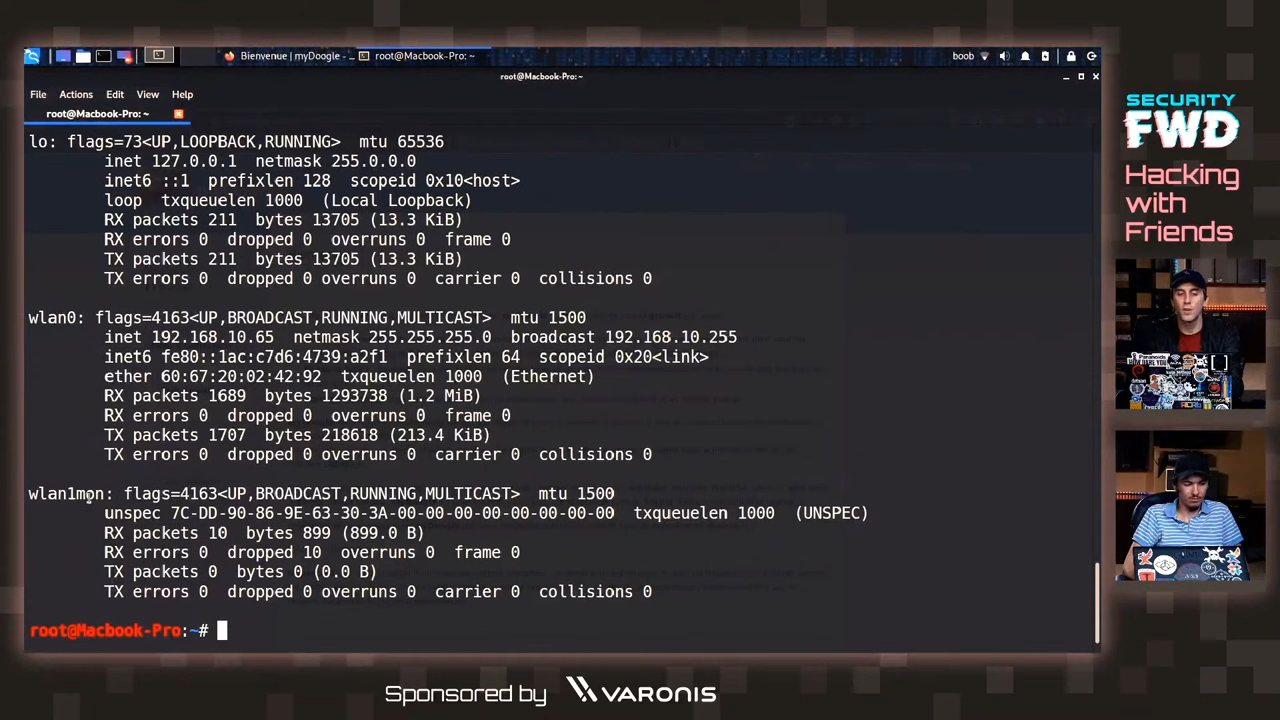 Bienvenue | myDoogle - ...
root@Macbook-Pro: ~
boob
root@Macbook-Pro: ~
File Actions Edit View Help
root@Macbook-Pro: ~
lo: flags=73<UP,LOOPBACK,RUNNING> mtu 65536
inet 127.0.0.1 netmask 255.0.0.0
inet6 ::1 prefixlen 128 scopeid 0x10<host>
loop txqueuelen 1000 (Local Loopback)
RX packets 211 bytes 13705 (13.3 KiB)
RX errors 0 dropped 0 overruns 0 frame 0
TX packets 211 bytes 13705 (13.3 KiB)
TX errors 0 dropped 0 overruns 0 carrier 0 collisions 0
wlan0: flags=4163<UP,BROADCAST,RUNNING,MULTICAST> mtu 1500
inet 192.168.10.65 netmask 255.255.255.0 broadcast 192.168.10.255
inet6 fe80::1ac:c7d6:4739:a2f1 prefixlen 64 scopeid 0x20<link>
ether 60:67:20:02:42:92 txqueuelen 1000 (Ethernet)
RX packets 1689 bytes 1293738 (1.2 MiB)
RX errors 0 dropped 0 overruns 0 frame 0
TX packets 1707 bytes 218618 (213.4 KiB)
TX errors 0 dropped 0 overruns 0 carrier 0 collisions 0
wlan1mon: flags=4163<UP,BROADCAST,RUNNING,MULTICAST> mtu 1500
unspec 7C-DD-90-86-9E-63-30-3A-00-00-00-00-00-00-00-00 txqueuelen 1000 (UNSPEC)
RX packets 10 bytes 899 (899.0 B)
RX errors 0 dropped 10 overruns 0 frame 0
TX packets 0 bytes 0 (0.0 B)
TX errors 0 dropped 0 overruns 0 carrier 0 collisions 0
root@Macbook-Pro:~#
SECURITY
FWD
Hacking
with
Friends
Sponsored by VARONIS